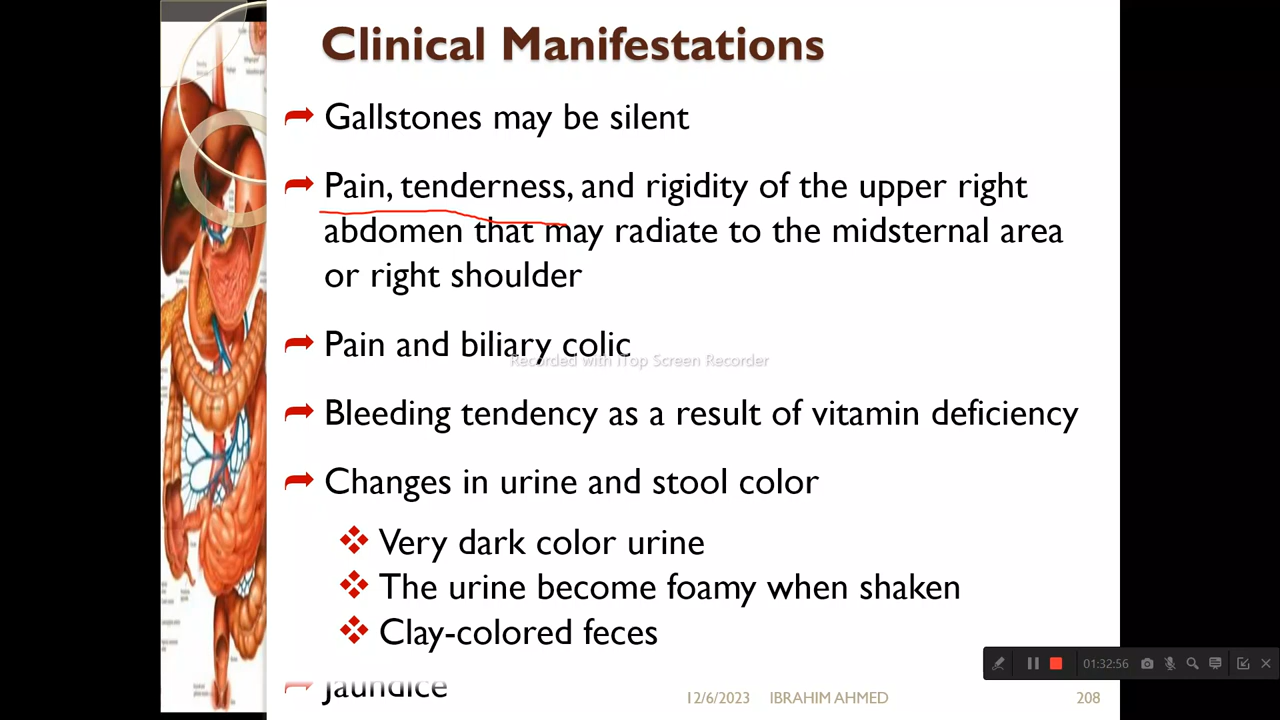 Clinical Manifestations
Gallstones may be silent
Pain, tenderness, and rigidity of the upper right
abdomen that may radiate to the midsternal area
or right shoulder
Pain and biliary colic
Recorded with iTop Screen Recorder
Bleeding tendency as a result of vitamin deficiency
Changes in urine and stool color
Very dark color urine
The urine become foamy when shaken
Clay-colored feces
01:32:56
Jaundice
12/6/2023 IBRAHIM AHMED 208